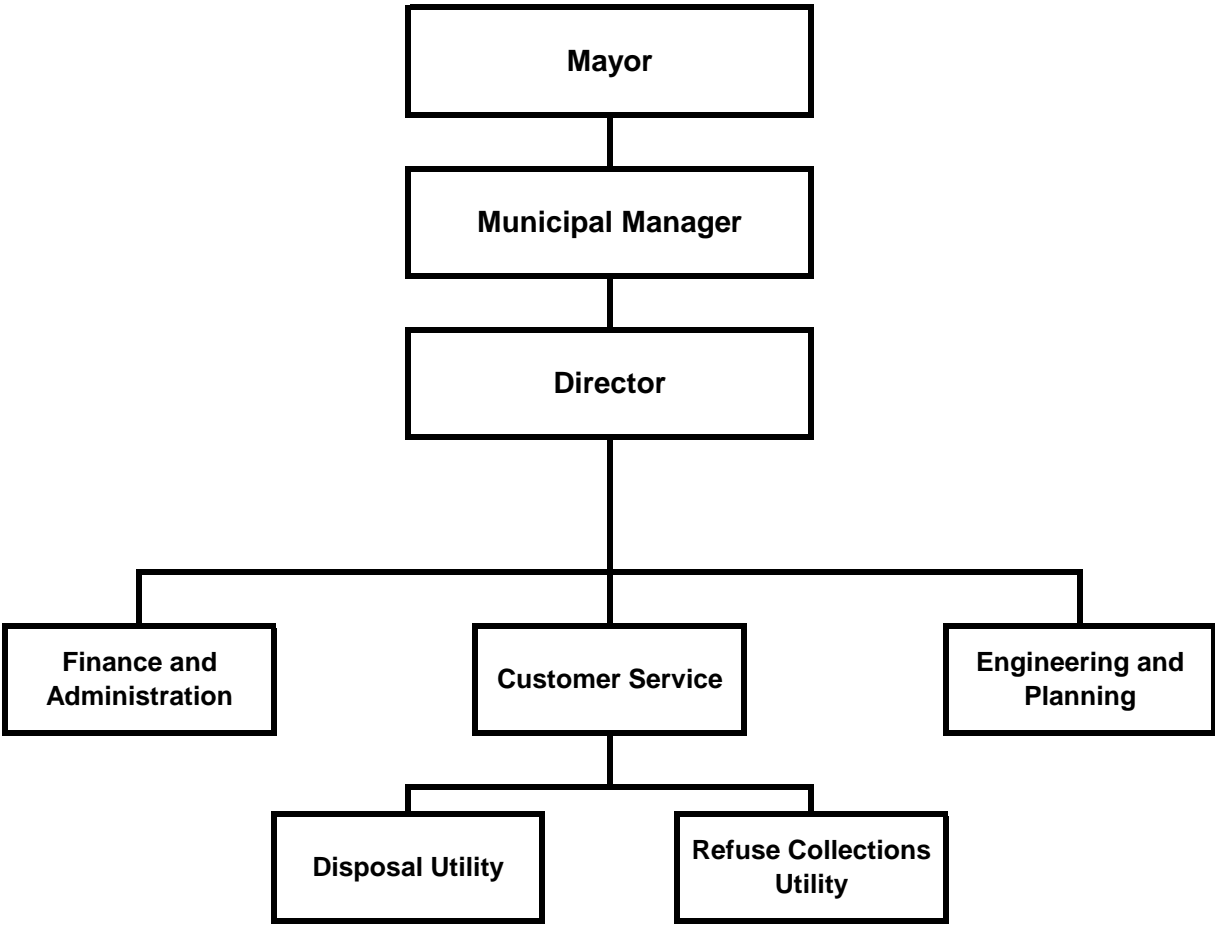 Mayor
Municipal Manager
Director
Finance and
Administration
Customer Service
Engineering and
Planning
Disposal Utility
Refuse Collections
Utility